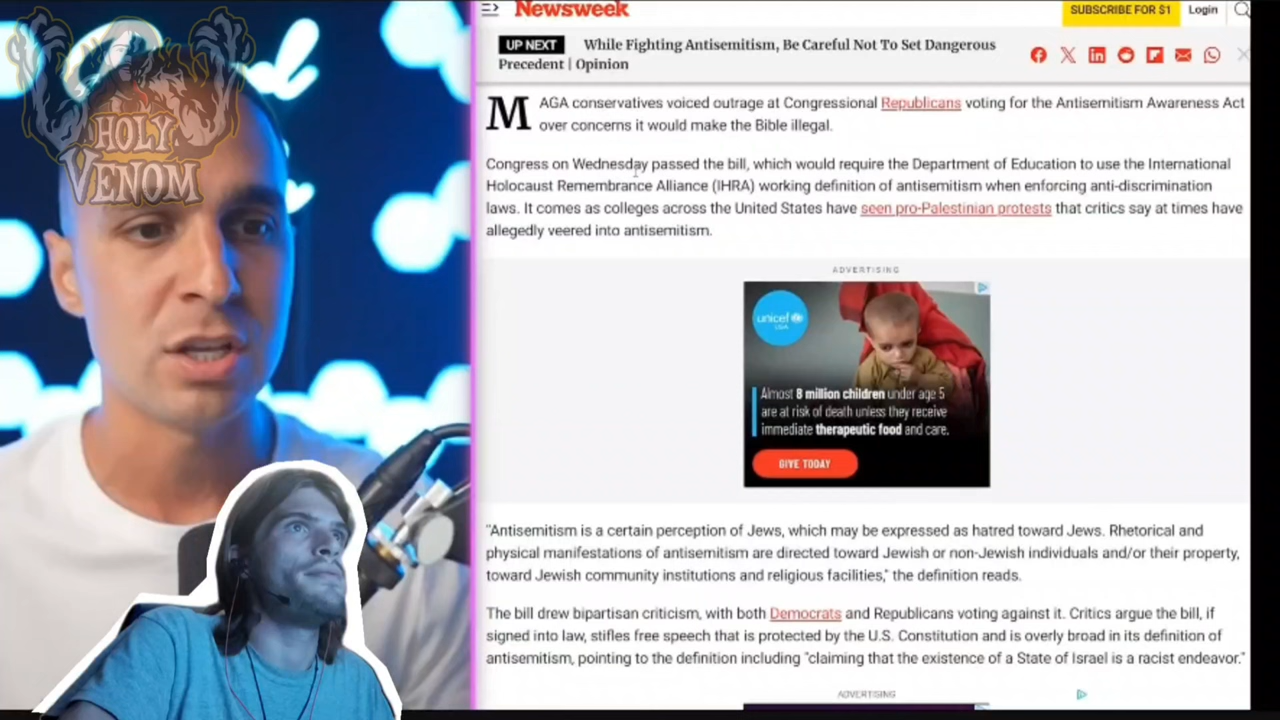 HOLY
VENOM
Newsweek
SUBSCRIBE FOR $1
Login
UP NEXT While Fighting Antisemitism, Be Careful Not To Set Dangerous
Precedent | Opinion
MAGA conservatives voiced outrage at Congressional Republicans voting for the Antisemitism Awareness Act
over concerns it would make the Bible illegal.
Congress on Wednesday passed the bill, which would require the Department of Education to use the International
Holocaust Remembrance Alliance (IHRA) working definition of antisemitism when enforcing anti-discrimination
laws. It comes as colleges across the United States have seen pro-Palestinian protests that critics say at times have
allegedly veered into antisemitism.
ADVERTISING
unicef
USA
Almost 8 million children under age 5
are at risk of death unless they receive
immediate therapeutic food and care.
GIVE TODAY
"Antisemitism is a certain perception of Jews, which may be expressed as hatred toward Jews. Rhetorical and
physical manifestations of antisemitism are directed toward Jewish or non-Jewish individuals and/or their property,
toward Jewish community institutions and religious facilities," the definition reads.
The bill drew bipartisan criticism, with both Democrats and Republicans voting against it. Critics argue the bill, if
signed into law, stifles free speech that is protected by the U.S. Constitution and is overly broad in its definition of
antisemitism, pointing to the definition including "claiming that the existence of a State of Israel is a racist endeavor."
ADVERTISING